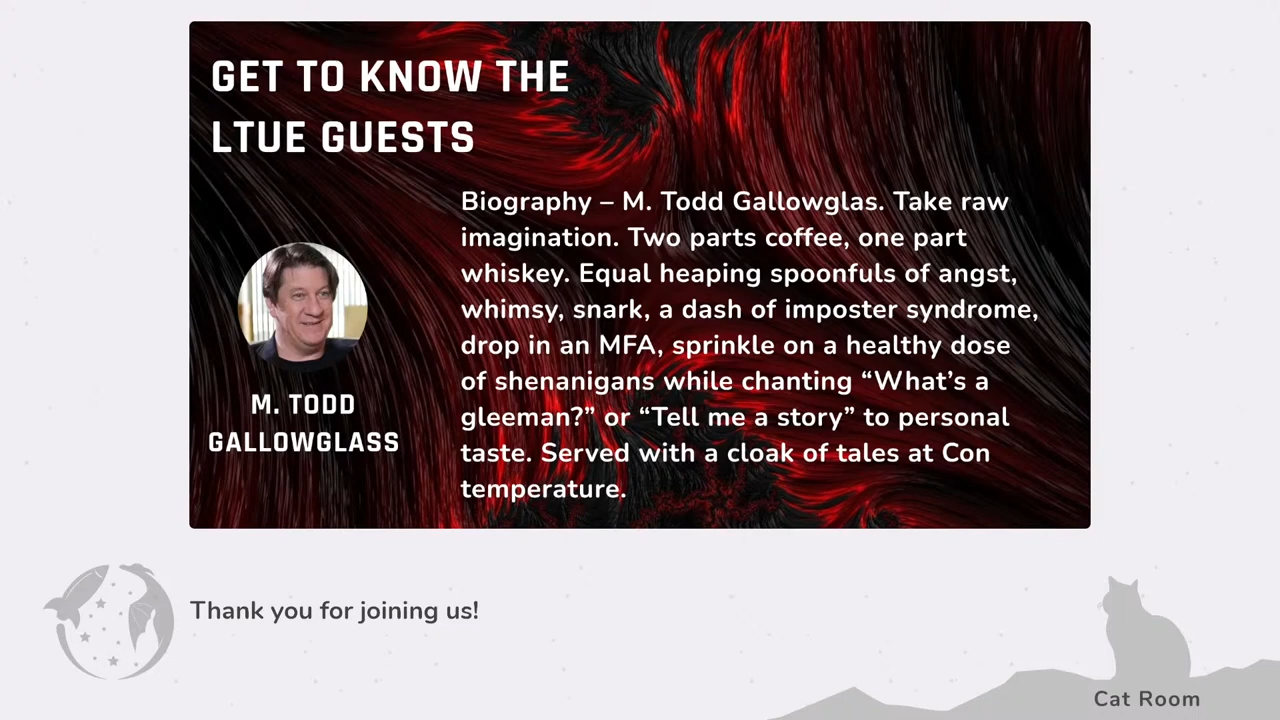 GET TO KNOW THE
LTUE GUESTS
Biography – M. Todd Gallowglas. Take raw
imagination. Two parts coffee, one part
whiskey. Equal heaping spoonfuls of angst,
whimsy, snark, a dash of imposter syndrome,
drop in an MFA, sprinkle on a healthy dose
of shenanigans while chanting “What’s a
gleeman?” or “Tell me a story” to personal
taste. Served with a cloak of tales at Con
temperature.
M. TODD
GALLOWGLASS
Thank you for joining us!
Cat Room